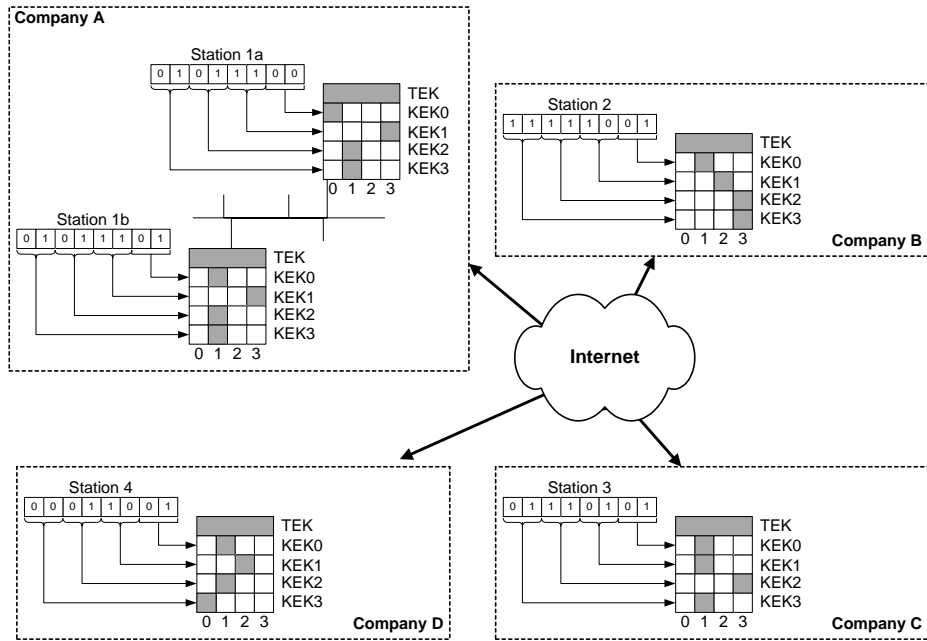 Company A
Station 1a
0 1 0 1 1 1 0 0
TEK
KEK0
KEK1
KEK2
KEK3
0 1 2 3
Station 1b
0 1 0 1 1 1 0 1
TEK
KEK0
KEK1
KEK2
KEK3
0 1 2 3
Station 2
1 1 1 1 1 0 0 1
TEK
KEK0
KEK1
KEK2
KEK3
0 1 2 3
Company B
Internet
Station 4
0 0 0 1 1 0 0 1
TEK
KEK0
KEK1
KEK2
KEK3
0 1 2 3
Company D
Station 3
0 1 1 1 0 1 0 1
TEK
KEK0
KEK1
KEK2
KEK3
0 1 2 3
Company C